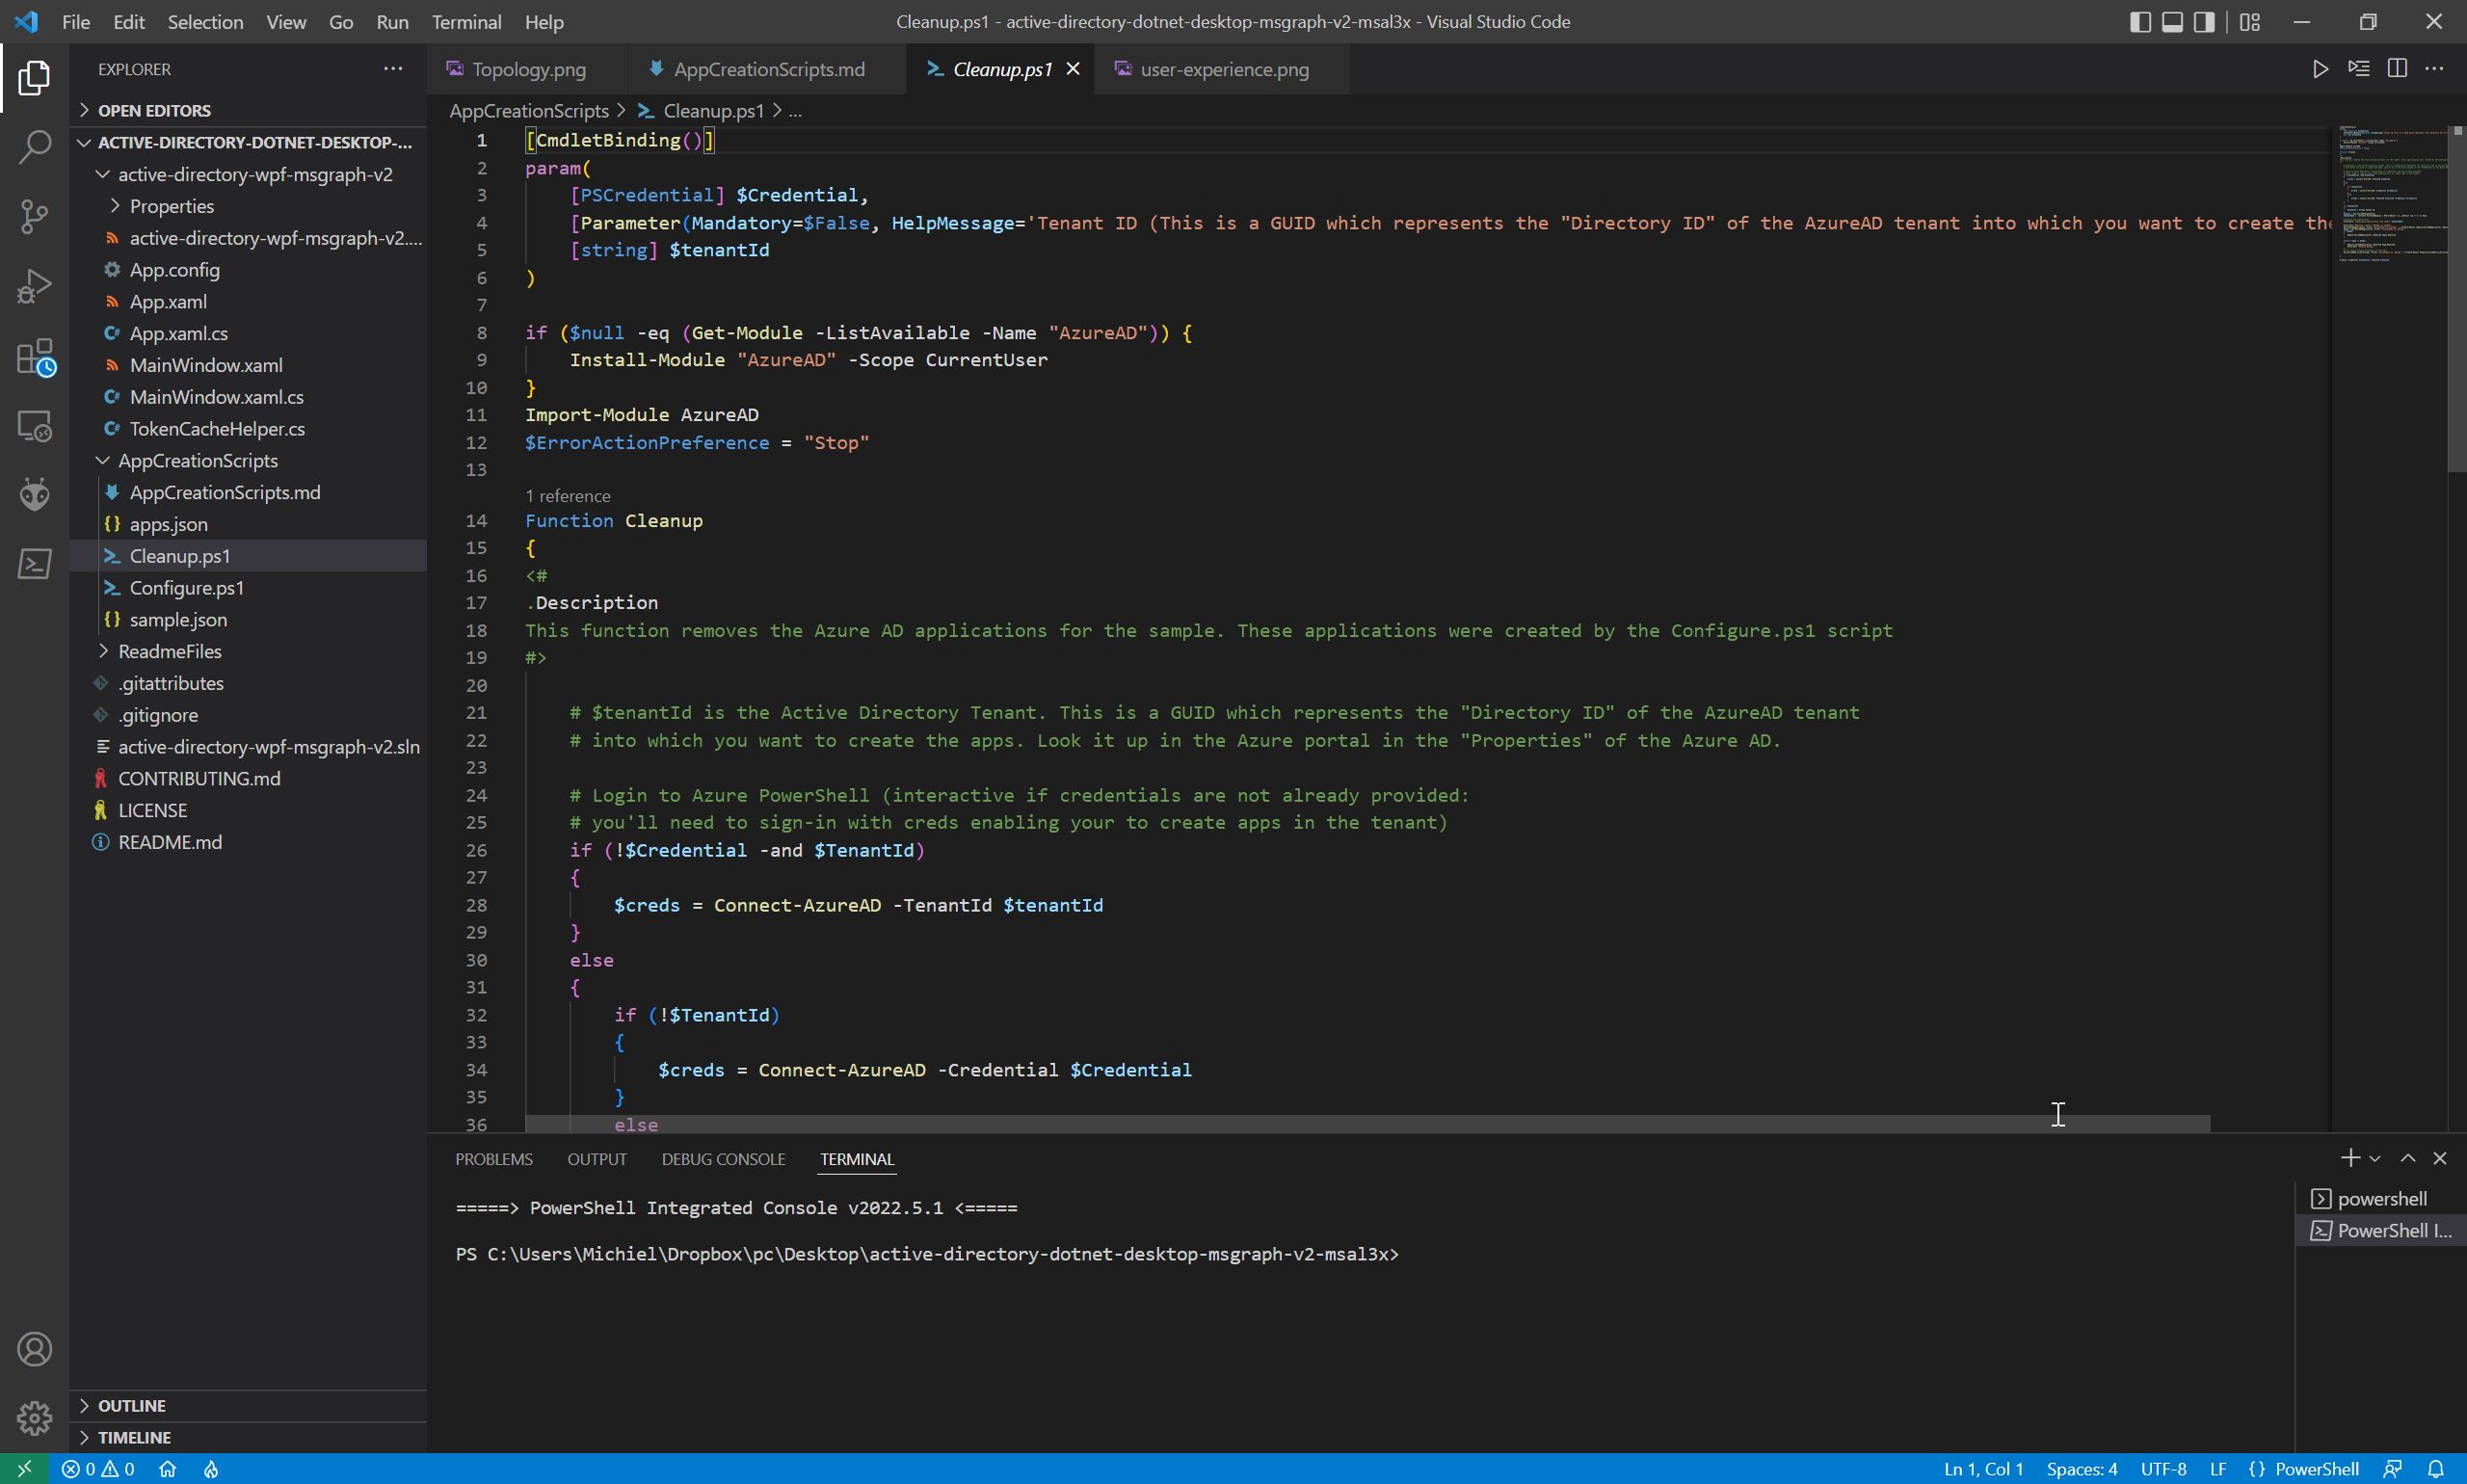 File Edit Selection View Go Run Terminal Help
Cleanup.ps1 - active-directory-dotnet-desktop-msgraph-v2-msal3x - Visual Studio Code
EXPLORER
OPEN EDITORS
ACTIVE-DIRECTORY-DOTNET-DESKTOP-...
active-directory-wpf-msgraph-v2
Properties
active-directory-wpf-msgraph-v2....
App.config
App.xaml
App.xaml.cs
MainWindow.xaml
MainWindow.xaml.cs
TokenCacheHelper.cs
AppCreationScripts
AppCreationScripts.md
apps.json
Cleanup.ps1
Configure.ps1
sample.json
ReadmeFiles
.gitattributes
.gitignore
active-directory-wpf-msgraph-v2.sln
CONTRIBUTING.md
LICENSE
README.md
OUTLINE
TIMELINE
Topology.png AppCreationScripts.md Cleanup.ps1 user-experience.png
AppCreationScripts > Cleanup.ps1 > ...
1 [CmdletBinding()]
2 param(
3 [PSCredential] $Credential,
4 [Parameter(Mandatory=$False, HelpMessage='Tenant ID (This is a GUID which represents the "Directory ID" of the AzureAD tenant into which you want to create the
5 [string] $tenantId
6 )
7
8 if ($null -eq (Get-Module -ListAvailable -Name "AzureAD")) {
9 Install-Module "AzureAD" -Scope CurrentUser
10 }
11 Import-Module AzureAD
12 $ErrorActionPreference = "Stop"
13
1 reference
14 Function Cleanup
15 {
16 <#
17 .Description
18 This function removes the Azure AD applications for the sample. These applications were created by the Configure.ps1 script
19 #>
20
21 # $tenantId is the Active Directory Tenant. This is a GUID which represents the "Directory ID" of the AzureAD tenant
22 # into which you want to create the apps. Look it up in the Azure portal in the "Properties" of the Azure AD.
23
24 # Login to Azure PowerShell (interactive if credentials are not already provided:
25 # you'll need to sign-in with creds enabling your to create apps in the tenant)
26 if (!$Credential -and $TenantId)
27 {
28 $creds = Connect-AzureAD -TenantId $tenantId
29 }
30 else
31 {
32 if (!$TenantId)
33 {
34 $creds = Connect-AzureAD -Credential $Credential
35 }
36 else
PROBLEMS OUTPUT DEBUG CONSOLE TERMINAL
=====> PowerShell Integrated Console v2022.5.1 <=====
PS C:\Users\Michiel\Dropbox\pc\Desktop\active-directory-dotnet-desktop-msgraph-v2-msal3x>
powershell
PowerShell I...
0 0
Ln 1, Col 1 Spaces: 4 UTF-8 LF {} PowerShell